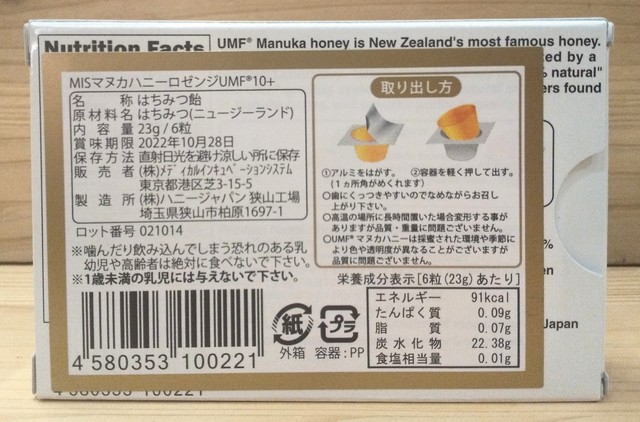 Nutrition Facts
UMF® Manuka honey is New Zealand's most famous honey.
ed by a
natural"
ers found
MISマヌカハニーロゼンジUMF®10+
名　　称 はちみつ飴
原材料名 はちみつ(ニュージーランド)
内 容 量 23g / 6粒
賞味期限 2022年10月28日
保存方法 直射日光を避け涼しい所に保存
販 売 者 (株)ﾒﾃﾞｨｶﾙｲﾝｷｭﾍﾞｰｼｮﾝｼｽﾃﾑ
東京都港区芝3-15-5
製 造 所 (株)ハニージャパン 狭山工場
埼玉県狭山市柏原1697-1
ロット番号 021014
※噛んだり飲み込んでしまう恐れのある乳
幼児や高齢者は絶対に食べないで下さい。
※1歳未満の乳児には与えないで下さい。
取り出し方
①アルミをはがす。 ②容器を軽く押して出す。
(1ヵ所角がめくれます)
○歯にくっつきやすいのでなめながらお召し
上がり下さい。
○高温の場所に長時間置いた場合変形する事が
ありますが品質・重量に問題ございません。
○UMF® マヌカハニーは採蜜された環境や季節に
より色や透明度が異なることがございますが
品質に問題ございません。
栄養成分表示 [6粒(23g)あたり]
エネルギー 91kcal
たんぱく質 0.09g
脂　　質 0.07g
炭水化物 22.38g
食塩相当量 0.01g
紙 プラ
外箱 容器:PP
4 580353 100221
%
en
Japan
4 580353 100221